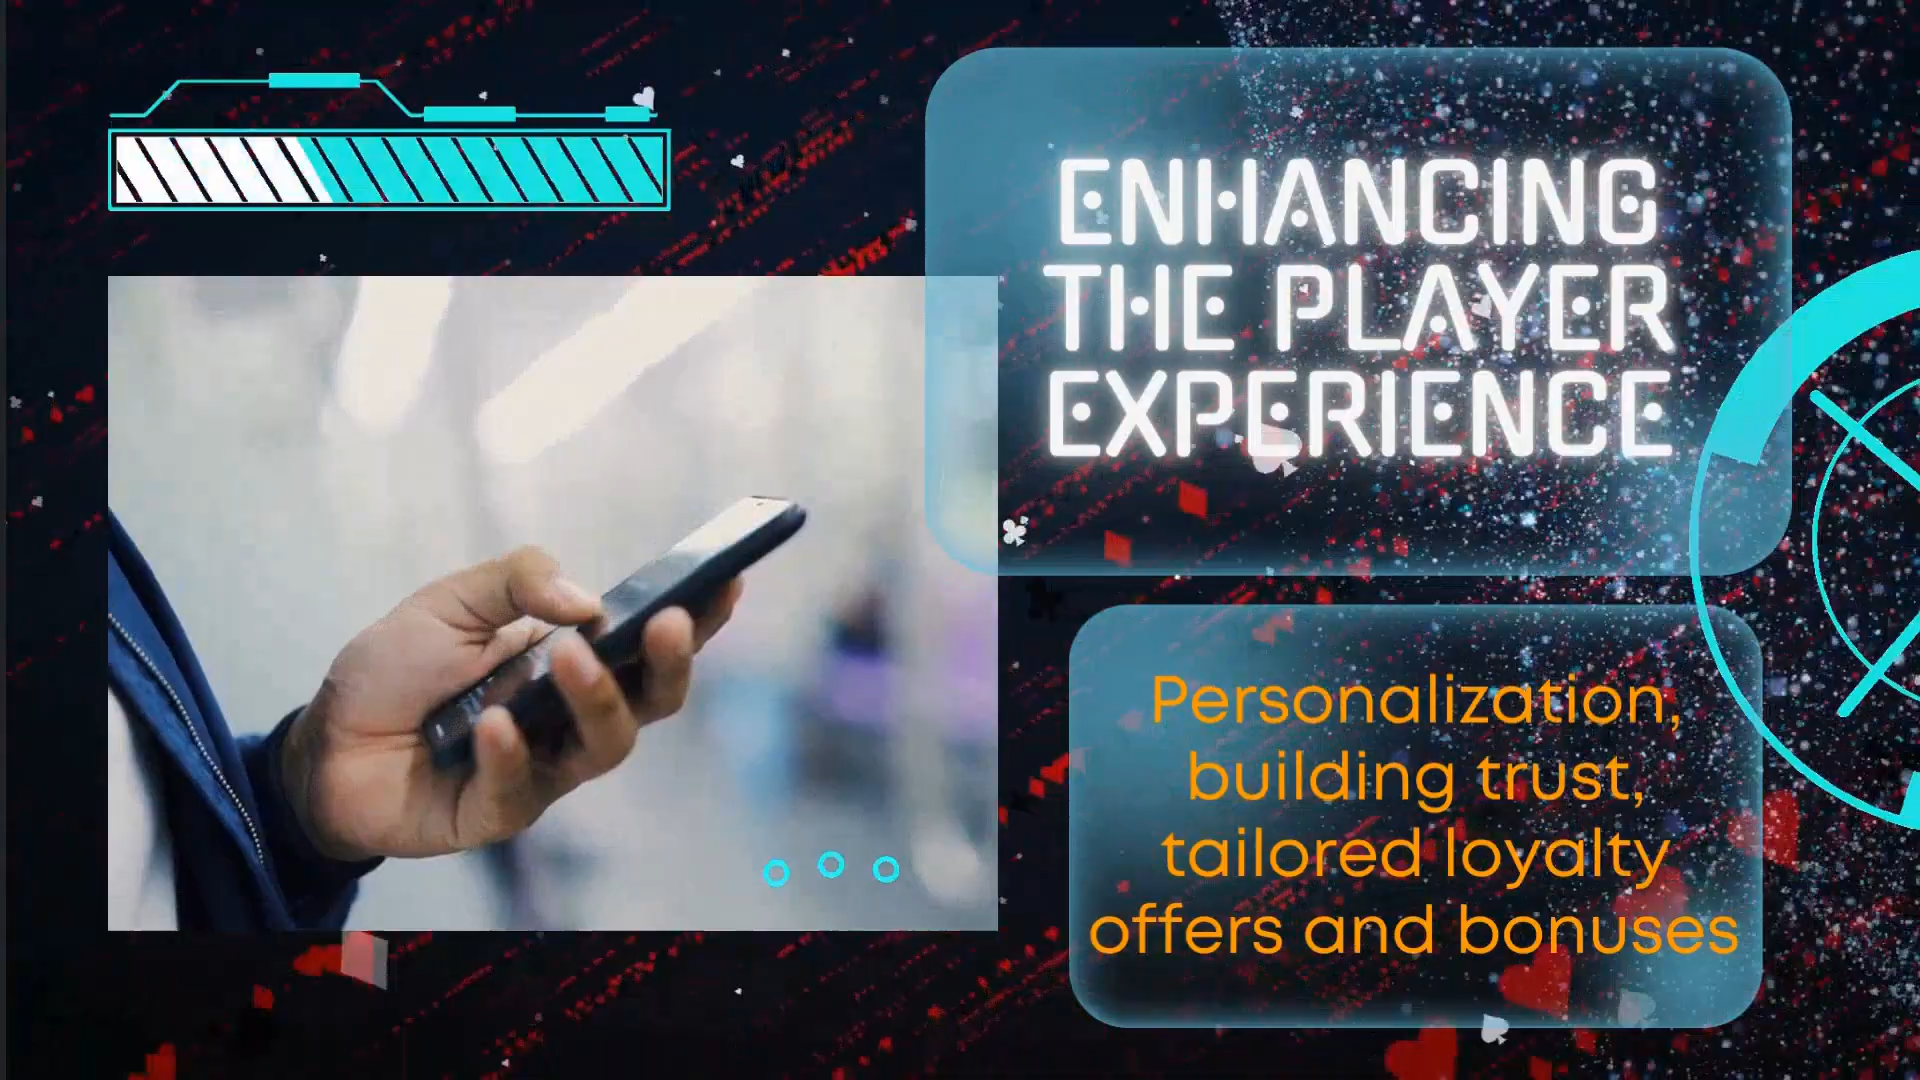 ENHANCING
THE PLAYER
EXPERIENCE
Personalization,
building trust,
tailored loyalty
offers and bonuses